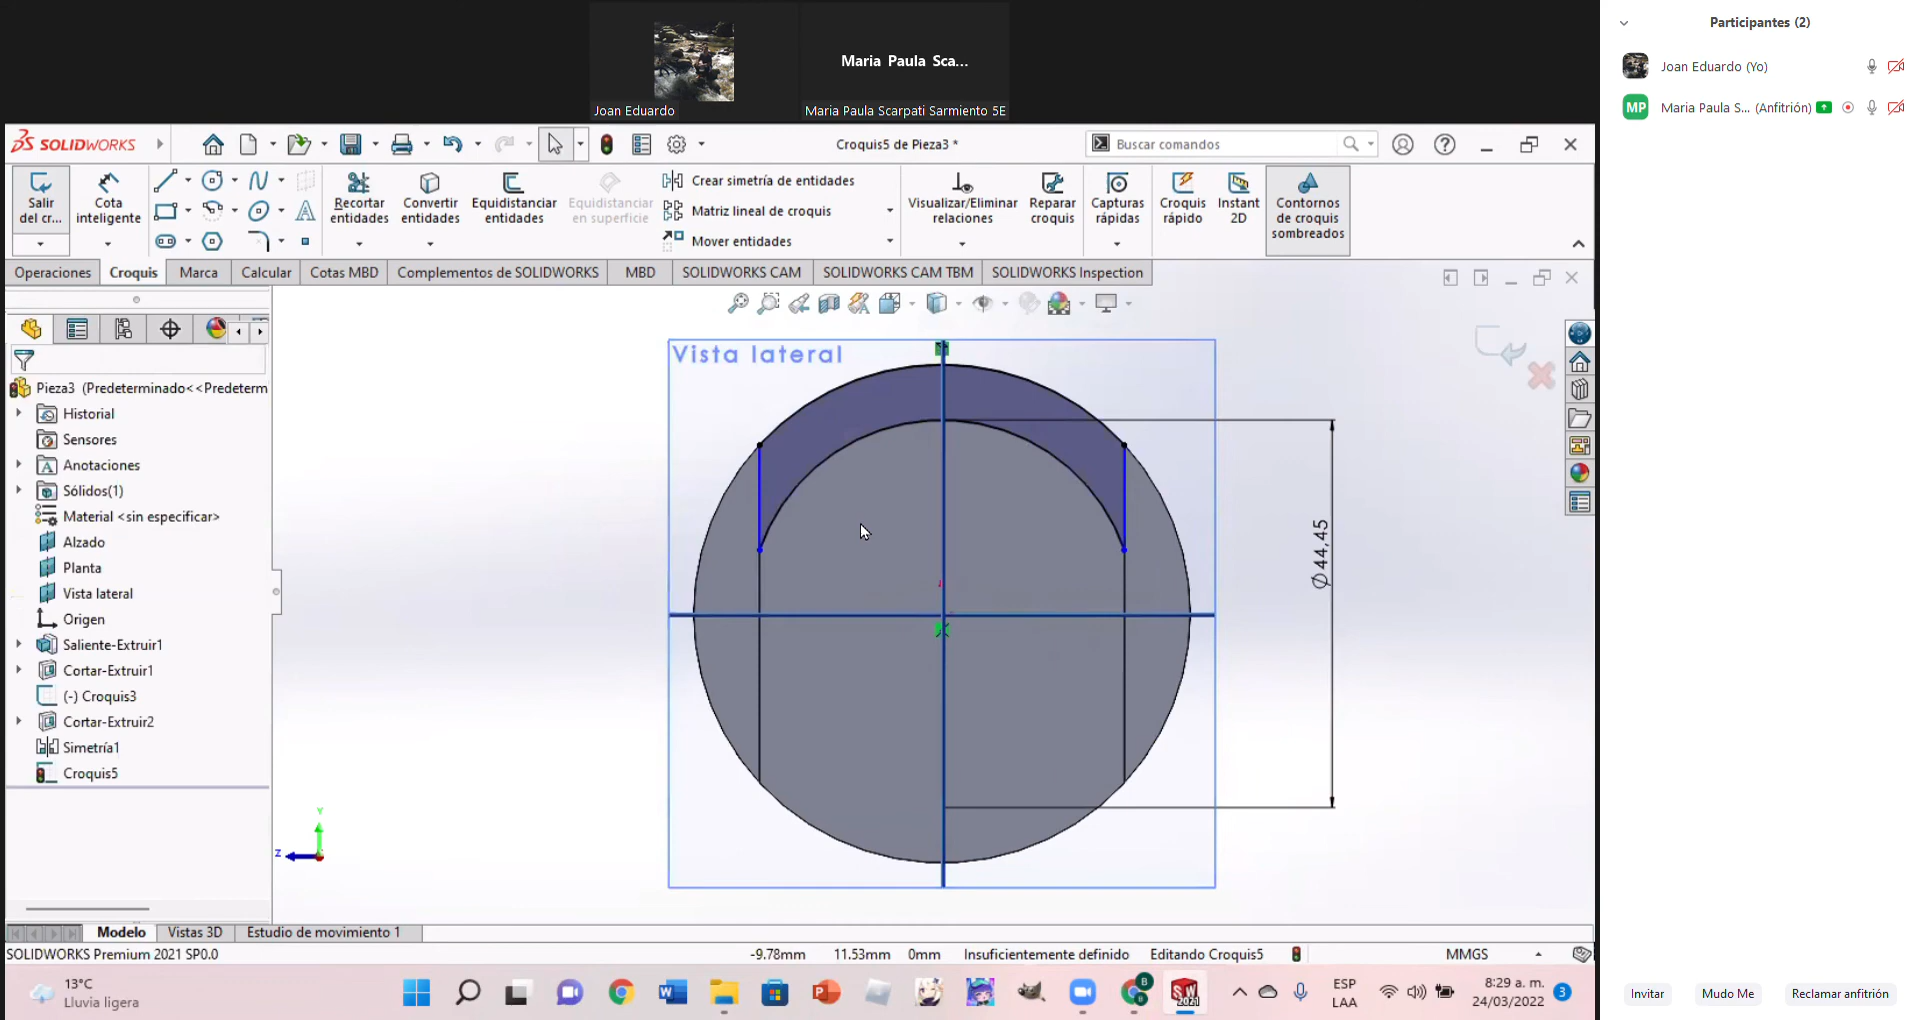 Maria Paula Sca...
Joan Eduardo
Maria Paula Scarpati Sarmiento 5E
Participantes (2)
Joan Eduardo (Yo)
MP
Maria Paula S... (Anfitrión)
SOLIDWORKS
Croquis5 de Pieza3 *
Buscar comandos
Salir
del cr...
Cota
inteligente
Recortar
entidades
Convertir
entidades
Equidistanciar
entidades
Equidistanciar
en superficie
Crear simetría de entidades
Matriz lineal de croquis
Mover entidades
Visualizar/Eliminar
relaciones
Reparar
croquis
Capturas
rápidas
Croquis
rápido
Instant
2D
Contornos
de croquis
sombreados
Operaciones
Croquis
Marca
Calcular
Cotas MBD
Complementos de SOLIDWORKS
MBD
SOLIDWORKS CAM
SOLIDWORKS CAM TBM
SOLIDWORKS Inspection
Pieza3 (Predeterminado<<Predeterm
Historial
Sensores
Anotaciones
Sólidos(1)
Material <sin especificar>
Alzado
Planta
Vista lateral
Origen
Saliente-Extruir1
Cortar-Extruir1
(-) Croquis3
Cortar-Extruir2
Simetría1
Croquis5
Vista lateral
Ø44,45
Y
Z
Modelo
Vistas 3D
Estudio de movimiento 1
SOLIDWORKS Premium 2021 SP0.0
-9.78mm
11.53mm
0mm
Insuficientemente definido
Editando Croquis5
MMGS
13°C
Lluvia ligera
ESP
LAA
8:29 a. m.
24/03/2022
3
Invitar
Mudo Me
Reclamar anfitrión